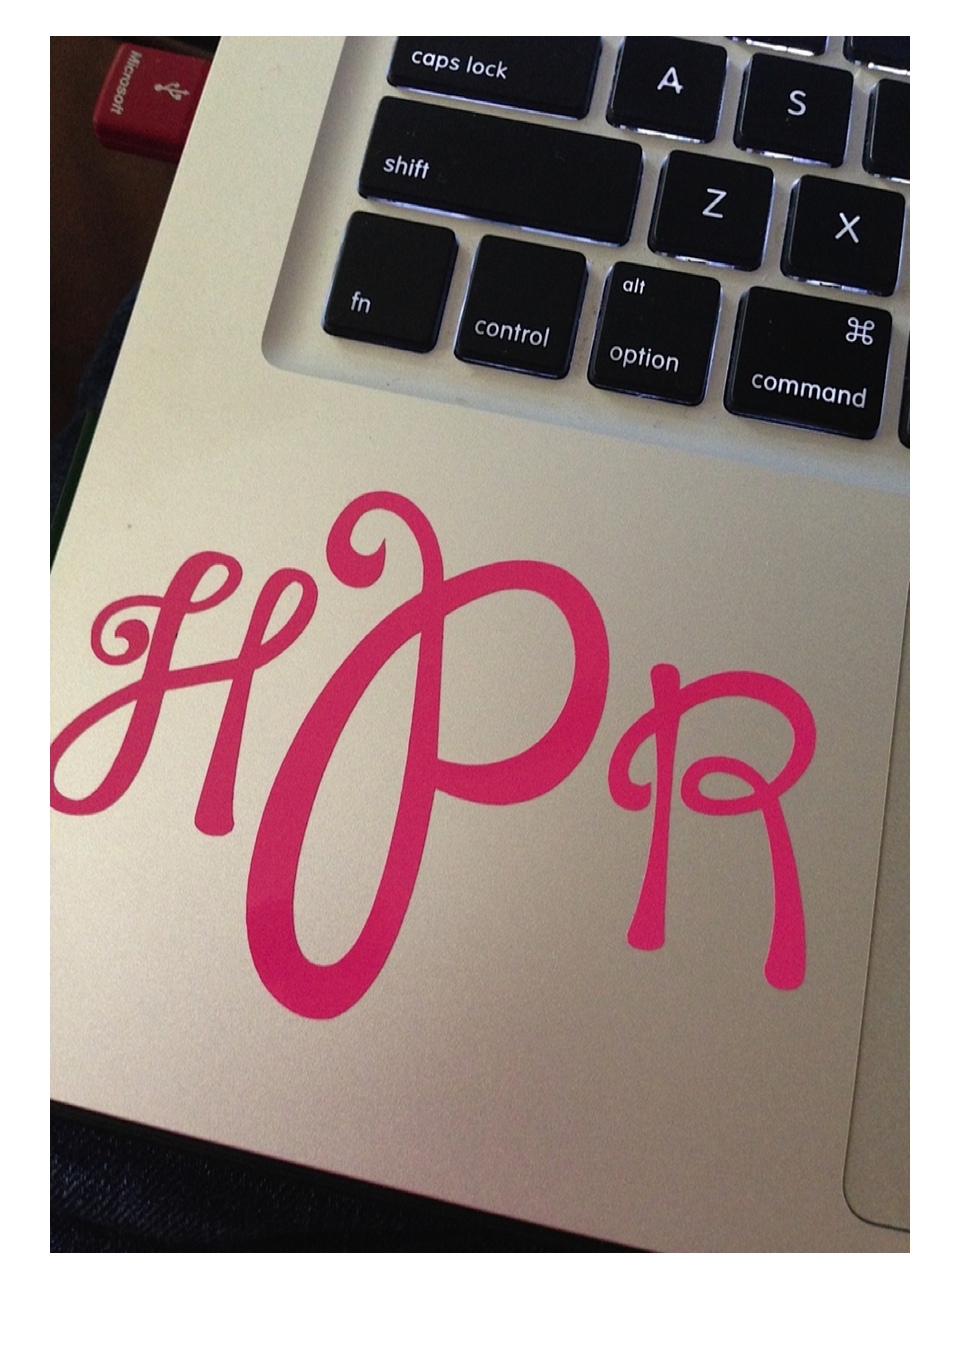 Microsoft
caps lock
A
S
shift
Z
X
fn
control
alt
option
⌘
command
HPR